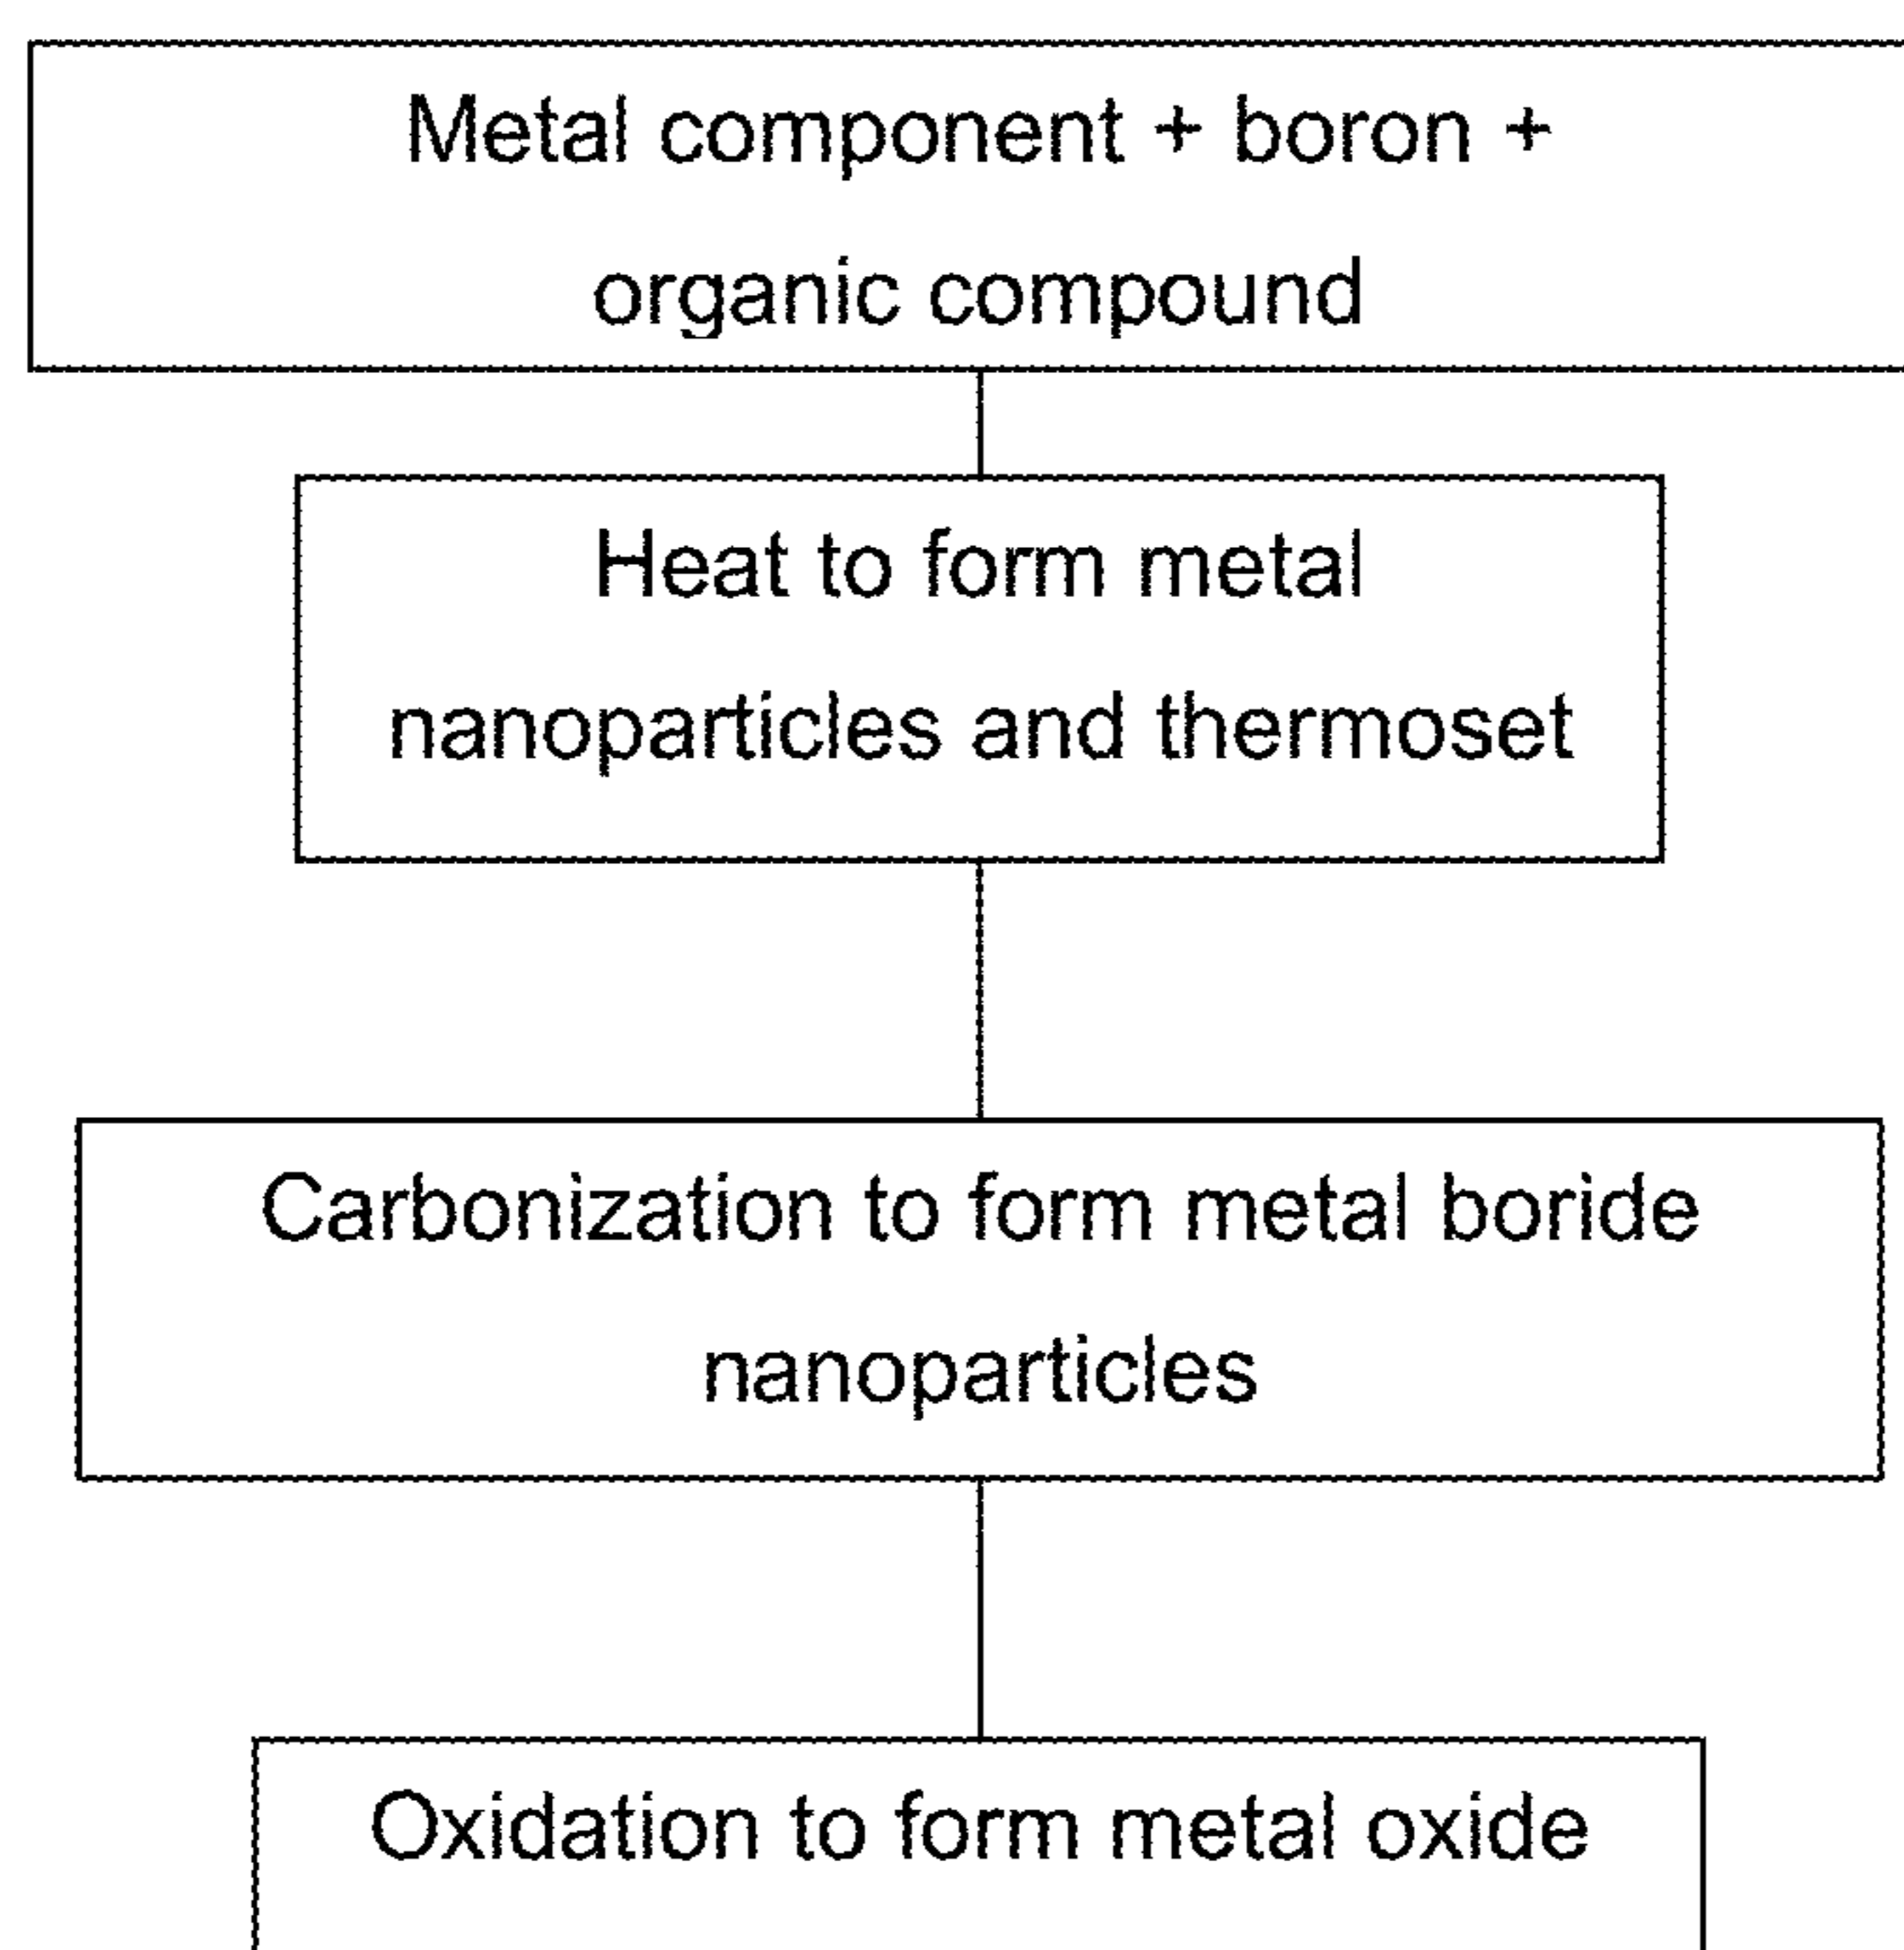 Metal component + boron +
organic compound
Heat to form metal
nanoparticles and thermoset
Carbonization to form metal boride
nanoparticles
Oxidation to form metal oxide